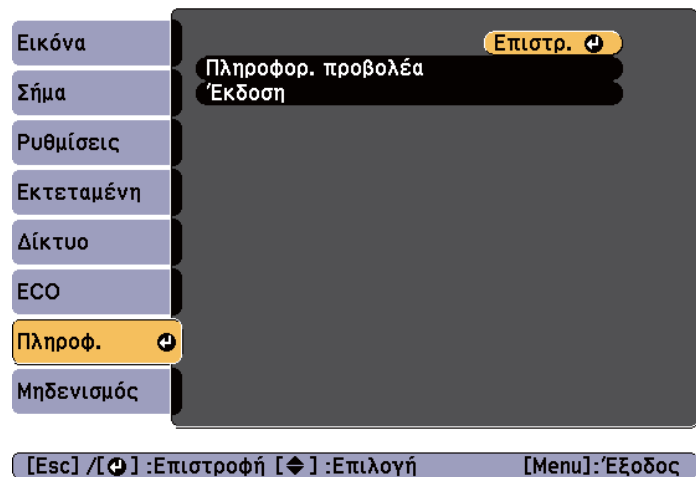 Εικόνα
Σήμα
Ρυθμίσεις
Εκτεταμένη
Δίκτυο
ECO
Πληροφ.
Μηδενισμός
Επιστρ.
Πληροφορ. προβολέα
Έκδοση
[Esc] /[ ] :Επιστροφή [ ] :Επιλογή [Menu]:Έξοδος